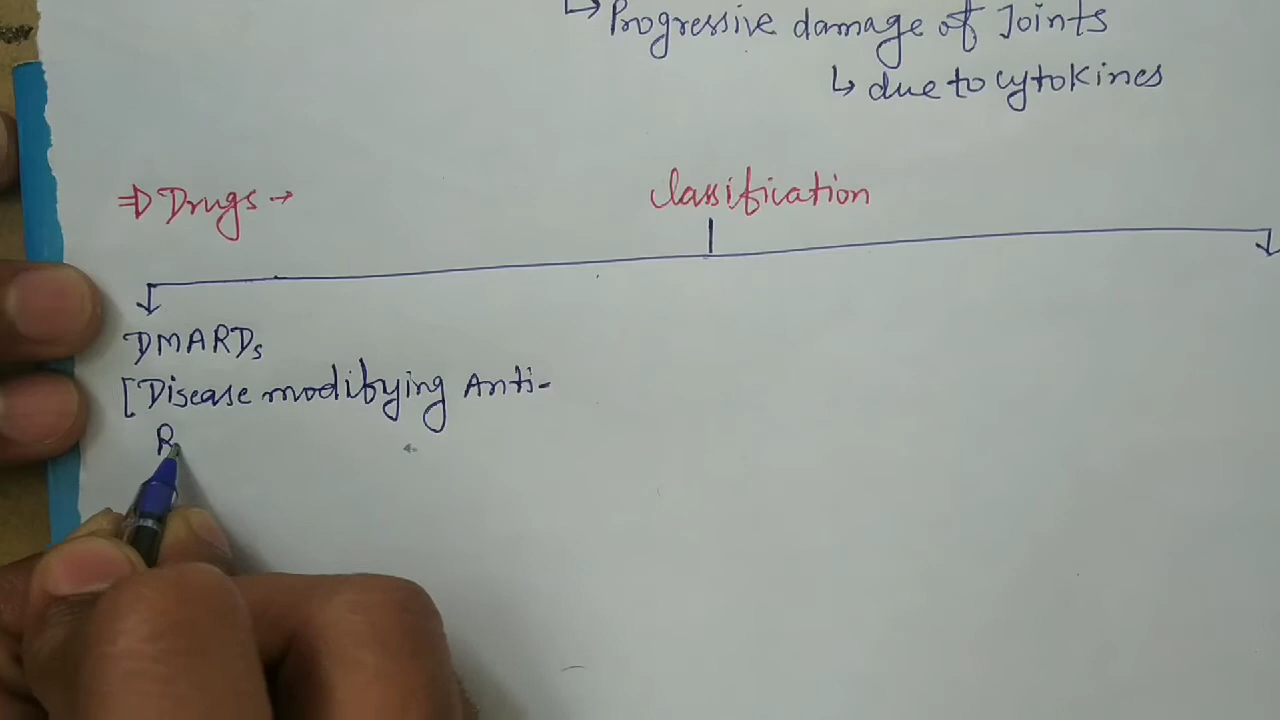 ↳ Progressive damage of Joints
↳ due to cytokines
⇒ Drugs →
Classification
DMARDs
[Disease modifying Anti-
R